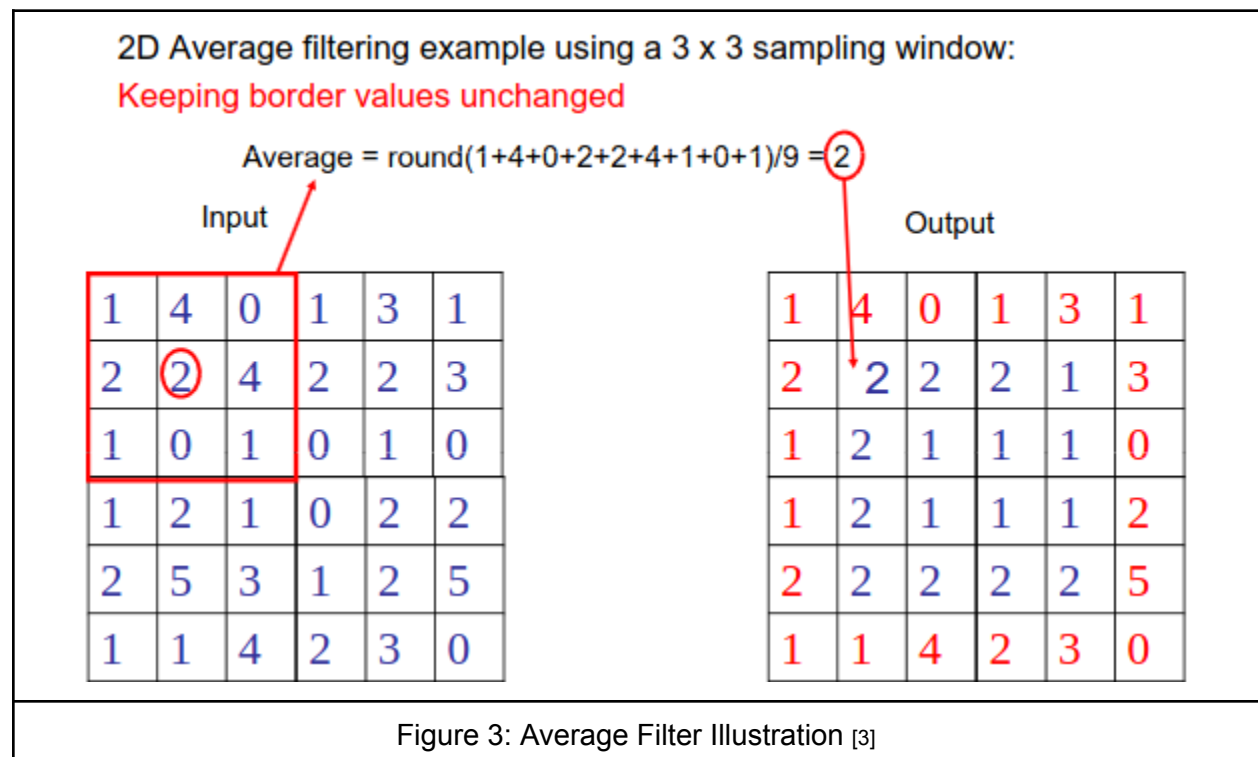 2D Average filtering example using a 3 x 3 sampling window:
Keeping border values unchanged
Average = round(1+4+0+2+2+4+1+0+1)/9 = 2
Input
Output
1 4 0 1 3 1
2 2 4 2 2 3
1 0 1 0 1 0
1 2 1 0 2 2
2 5 3 1 2 5
1 1 4 2 3 0
1 4 0 1 3 1
2 2 2 2 1 3
1 2 1 1 1 0
1 2 1 1 1 2
2 2 2 2 2 5
1 1 4 2 3 0
Figure 3: Average Filter Illustration [3]